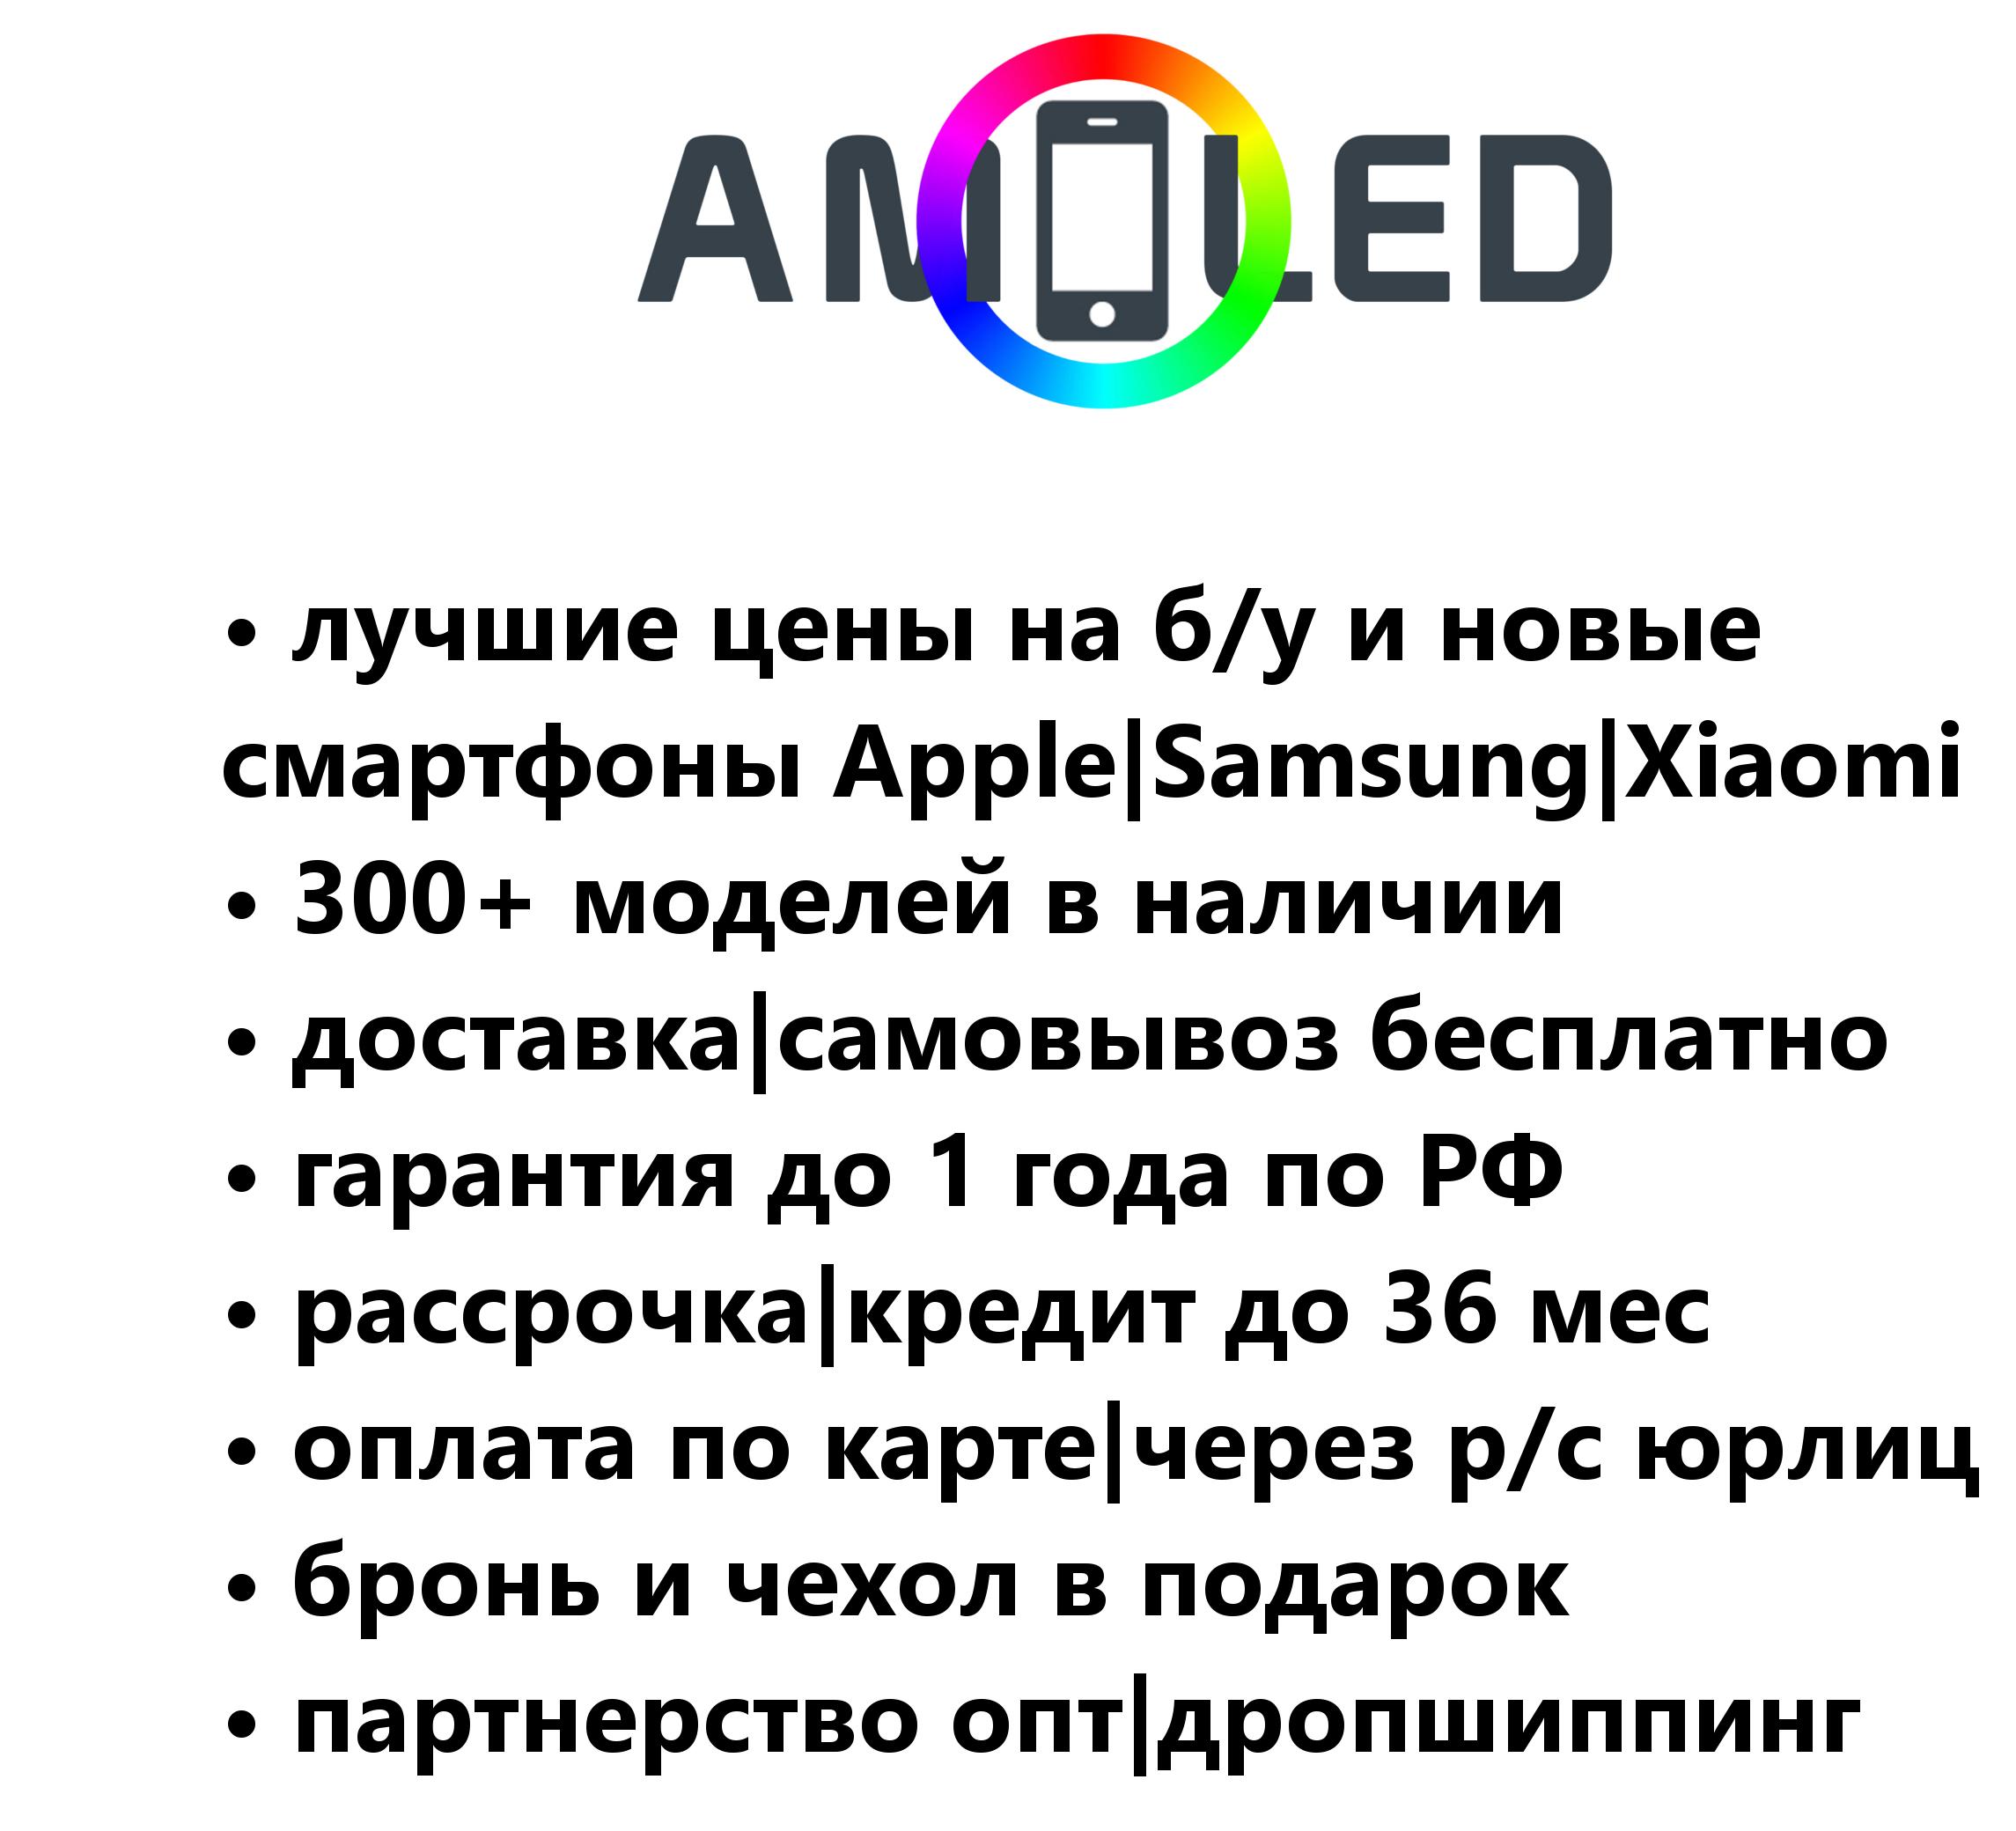 AMOLED
• лучшие цены на б/у и новые
смартфоны Apple|Samsung|Xiaomi
• 300+ моделей в наличии
• доставка|самовывоз бесплатно
• гарантия до 1 года по РФ
• рассрочка|кредит до 36 мес
• оплата по карте|через р/с юрлиц
• бронь и чехол в подарок
• партнерство опт|дропшиппинг